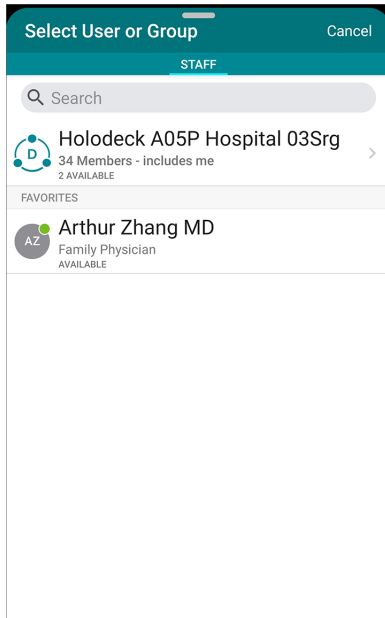 Select User or Group
Cancel
STAFF
Search
D
Holodeck A05P Hospital 03Srg
34 Members - includes me
2 AVAILABLE
FAVORITES
AZ
Arthur Zhang MD
Family Physician
AVAILABLE